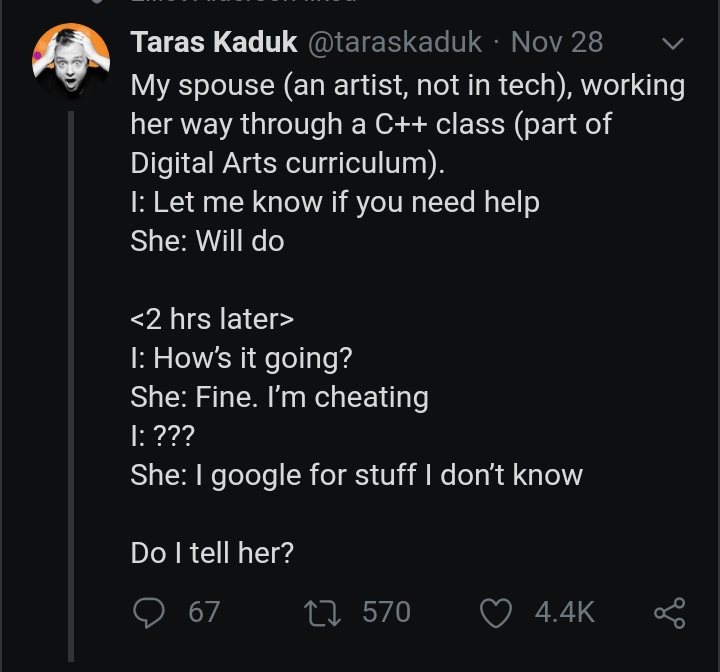 Taras Kaduk @taraskaduk · Nov 28
My spouse (an artist, not in tech), working
her way through a C++ class (part of
Digital Arts curriculum).
I: Let me know if you need help
She: Will do
<2 hrs later>
I: How's it going?
She: Fine. I'm cheating
I: ???
She: I google for stuff I don't know
Do I tell her?
67 570 4.4K